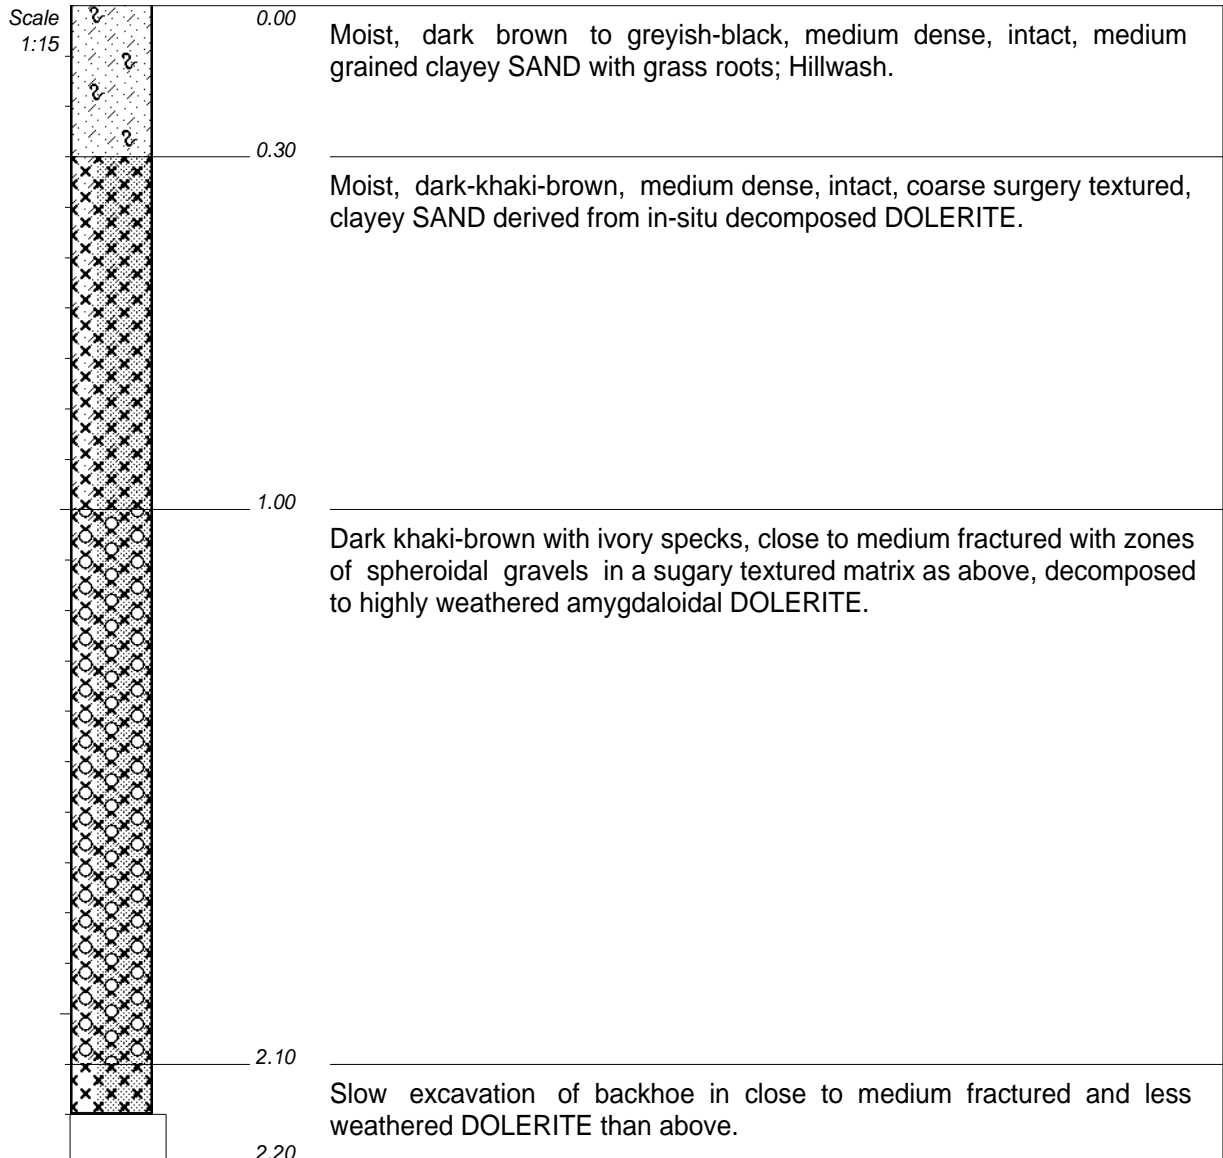 Scale
1:15
0.00
Moist, dark brown to greyish-black, medium dense, intact, medium
grained clayey SAND with grass roots; Hillwash.
0.30
Moist, dark-khaki-brown, medium dense, intact, coarse surgery textured,
clayey SAND derived from in-situ decomposed DOLERITE.
1.00
Dark khaki-brown with ivory specks, close to medium fractured with zones
of spheroidal gravels in a sugary textured matrix as above, decomposed
to highly weathered amygdaloidal DOLERITE.
2.10
Slow excavation of backhoe in close to medium fractured and less
weathered DOLERITE than above.
2.20